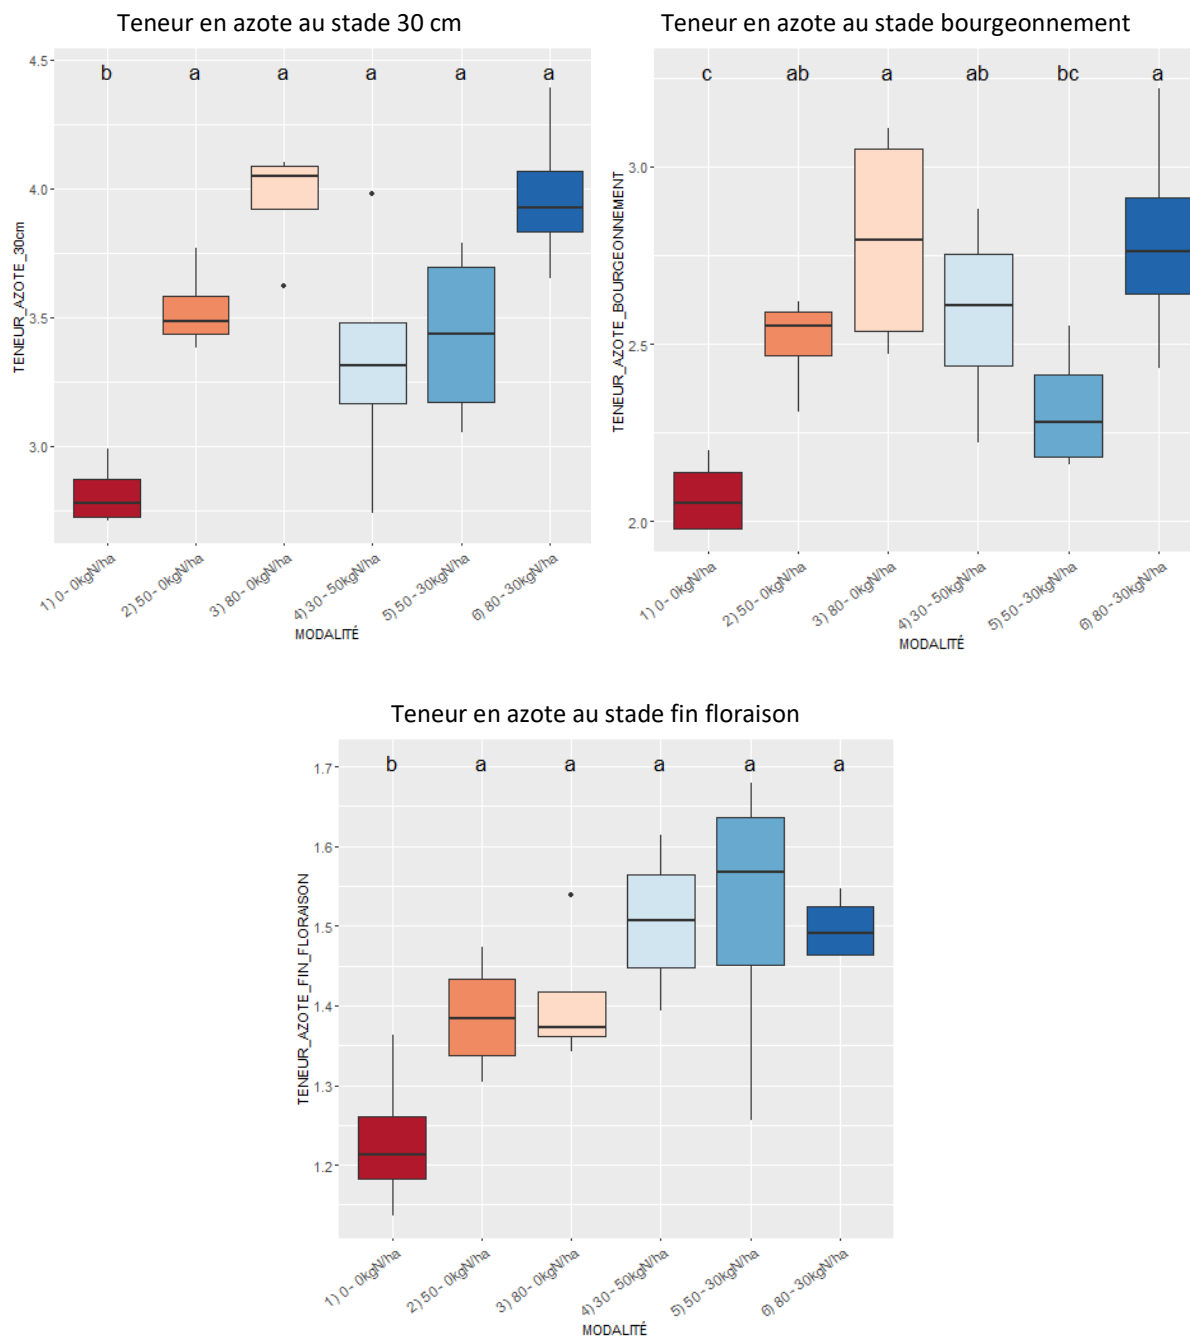 Teneur en azote au stade 30 cm
b a a a a a
4.5
4.0
3.5
3.0
TENEUR_AZOTE_30cm
1) 0- 0kgN/ha
2) 50- 0kgN/ha
3) 80- 0kgN/ha
4) 30 - 50kgN/ha
5) 50 - 30kgN/ha
6) 80 - 30kgN/ha
MODALITÉ
Teneur en azote au stade bourgeonnement
c ab a ab bc a
3.0
2.5
2.0
TENEUR_AZOTE_BOURGEONNEMENT
1) 0- 0kgN/ha
2) 50- 0kgN/ha
3) 80- 0kgN/ha
4) 30 - 50kgN/ha
5) 50 - 30kgN/ha
6) 80 - 30kgN/ha
MODALITÉ
Teneur en azote au stade fin floraison
b a a a a a
1.7
1.6
1.5
1.4
1.3
1.2
TENEUR_AZOTE_FIN_FLORAISON
1) 0- 0kgN/ha
2) 50- 0kgN/ha
3) 80- 0kgN/ha
4) 30 - 50kgN/ha
5) 50 - 30kgN/ha
6) 80 - 30kgN/ha
MODALITÉ